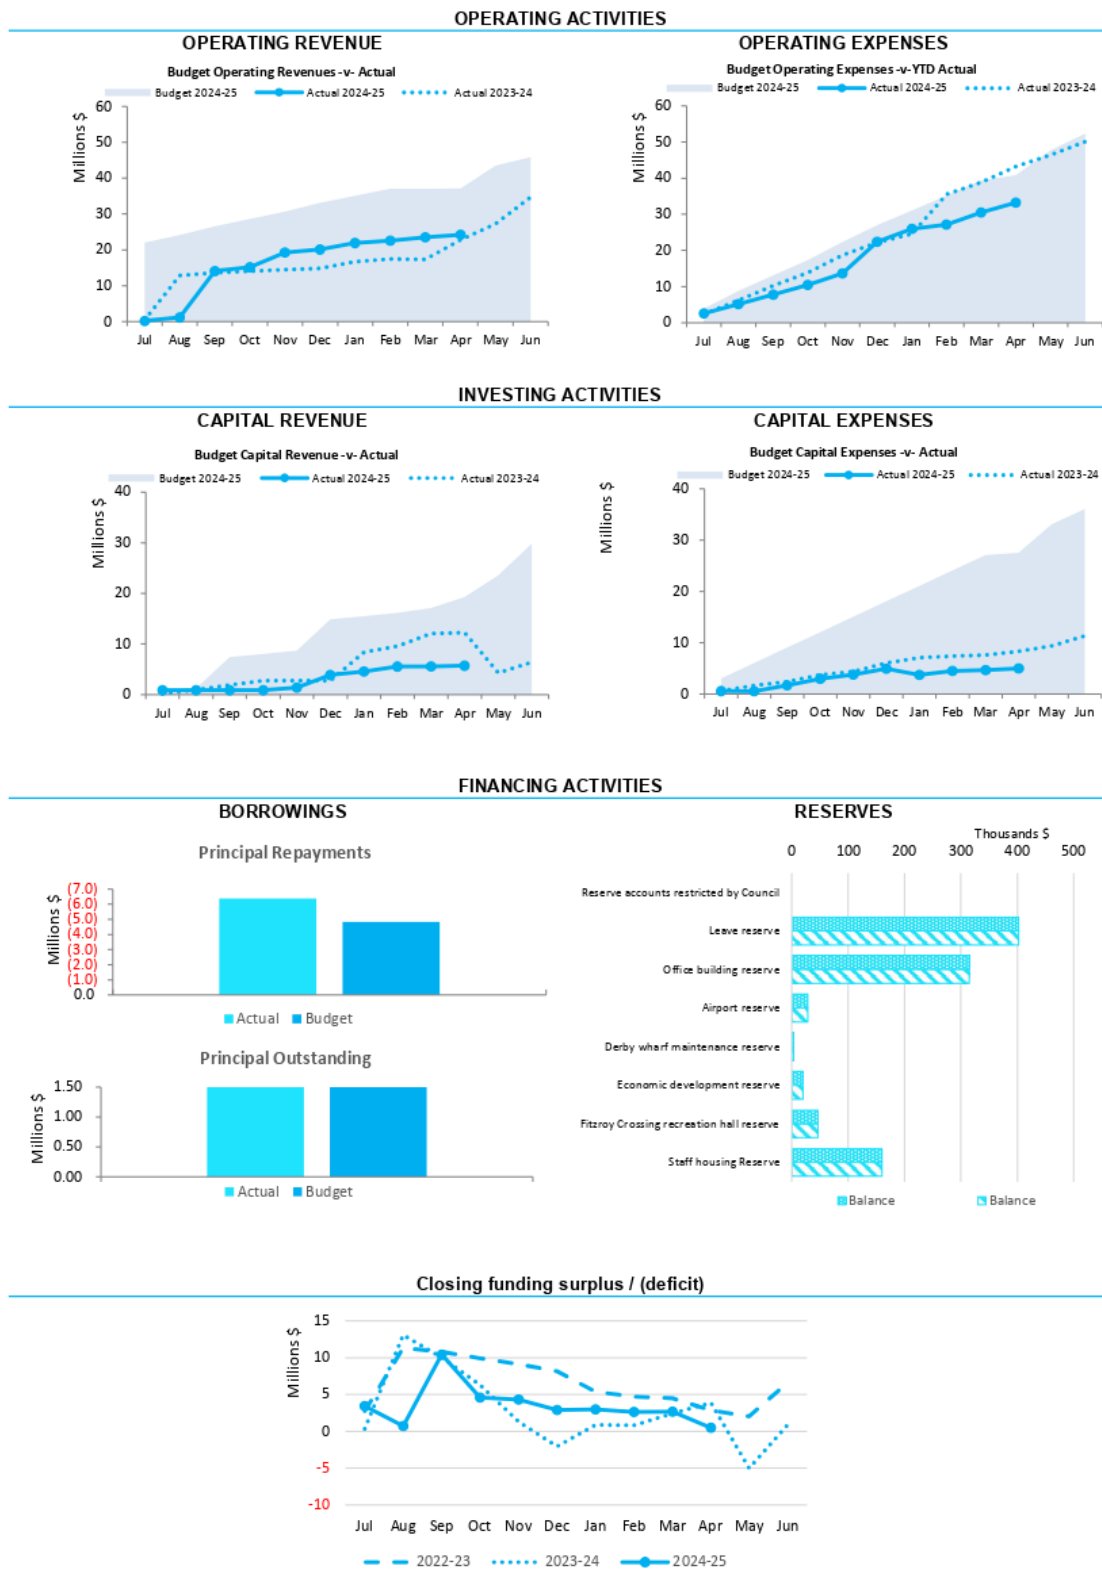 OPERATING ACTIVITIES
OPERATING REVENUE
Budget Operating Revenues -v- Actual
Budget 2024-25 Actual 2024-25 Actual 2023-24
Millions $
60
50
40
30
20
10
0
Jul Aug Sep Oct Nov Dec Jan Feb Mar Apr May Jun
OPERATING EXPENSES
Budget Operating Expenses -v-YTD Actual
Budget 2024-25 Actual 2024-25 Actual 2023-24
Millions $
60
50
40
30
20
10
0
Jul Aug Sep Oct Nov Dec Jan Feb Mar Apr May Jun
INVESTING ACTIVITIES
CAPITAL REVENUE
Budget Capital Revenue -v- Actual
Budget 2024-25 Actual 2024-25 Actual 2023-24
Millions $
40
30
20
10
0
Jul Aug Sep Oct Nov Dec Jan Feb Mar Apr May Jun
CAPITAL EXPENSES
Budget Capital Expenses -v- Actual
Budget 2024-25 Actual 2024-25 Actual 2023-24
Millions $
40
30
20
10
0
Jul Aug Sep Oct Nov Dec Jan Feb Mar Apr May Jun
FINANCING ACTIVITIES
BORROWINGS
Principal Repayments
Millions $
(7.0)
(6.0)
(5.0)
(4.0)
(3.0)
(2.0)
(1.0)
0.0
Actual Budget
Principal Outstanding
Millions $
1.50
1.00
0.50
0.00
Actual Budget
RESERVES
Thousands $
0 100 200 300 400 500
Reserve accounts restricted by Council
Leave reserve
Office building reserve
Airport reserve
Derby wharf maintenance reserve
Economic development reserve
Fitzroy Crossing recreation hall reserve
Staff housing Reserve
Balance Balance
Closing funding surplus / (deficit)
Millions $
15
10
5
0
-5
-10
Jul Aug Sep Oct Nov Dec Jan Feb Mar Apr May Jun
2022-23 2023-24 2024-25